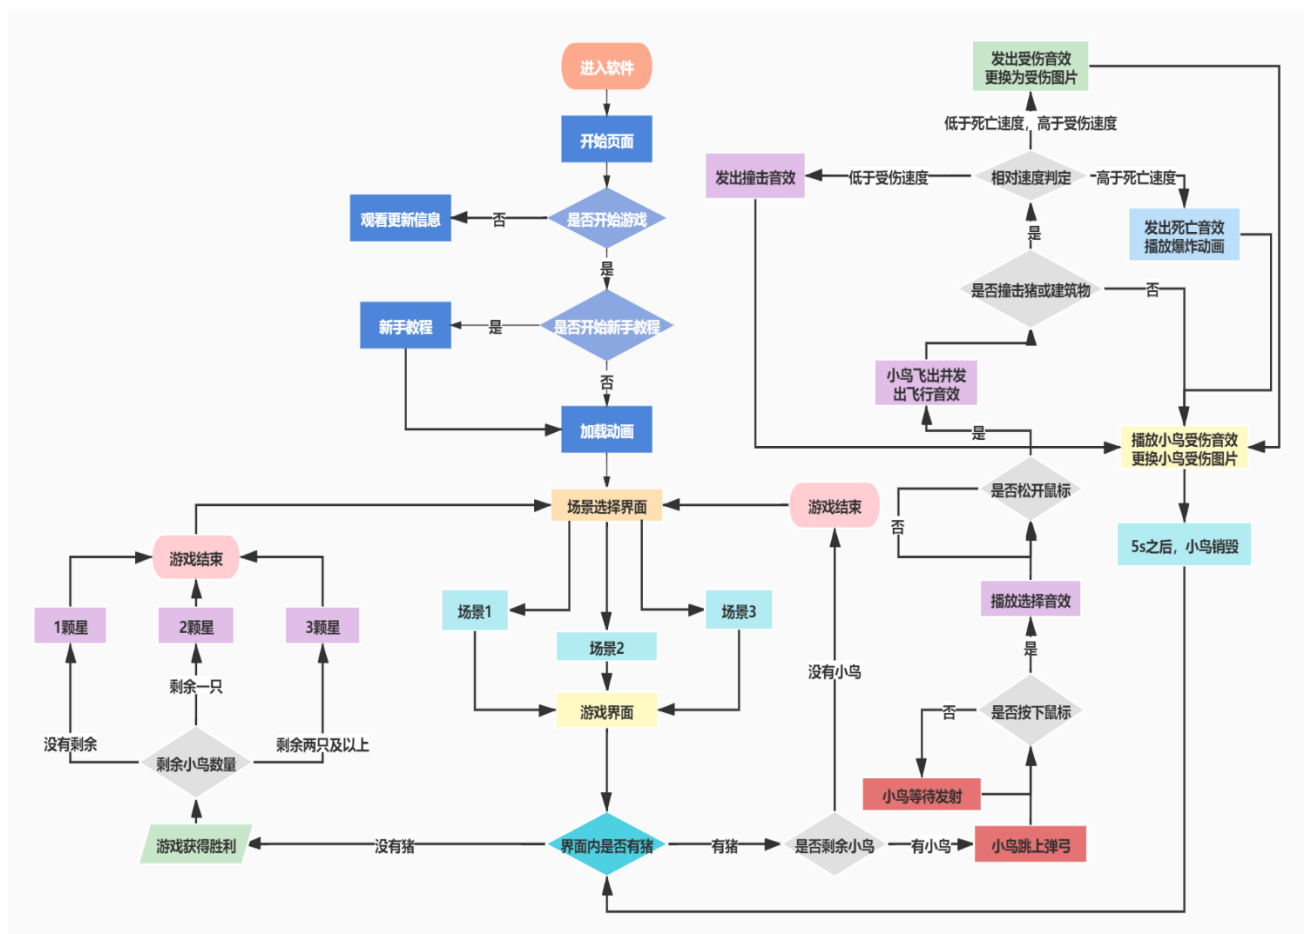 进入软件
开始页面
是否开始游戏
否
观看更新信息
是
是否开始新手教程
是
新手教程
否
加载动画
场景选择界面
场景1
场景2
场景3
游戏界面
界面内是否有猪
没有猪
游戏获得胜利
剩余小鸟数量
没有剩余
剩余一只
剩余两只及以上
1颗星
2颗星
3颗星
游戏结束
有猪
是否剩余小鸟
没有小鸟
游戏结束
有小鸟
小鸟跳上弹弓
小鸟等待发射
否
是否按下鼠标
是
播放选择音效
否
是否松开鼠标
是
小鸟飞出并发
出飞行音效
是否撞击猪或建筑物
否
是
相对速度判定
低于受伤速度
发出撞击音效
低于死亡速度，高于受伤速度
发出受伤音效
更换为受伤图片
高于死亡速度
发出死亡音效
播放爆炸动画
播放小鸟受伤音效
更换小鸟受伤图片
5s之后，小鸟销毁